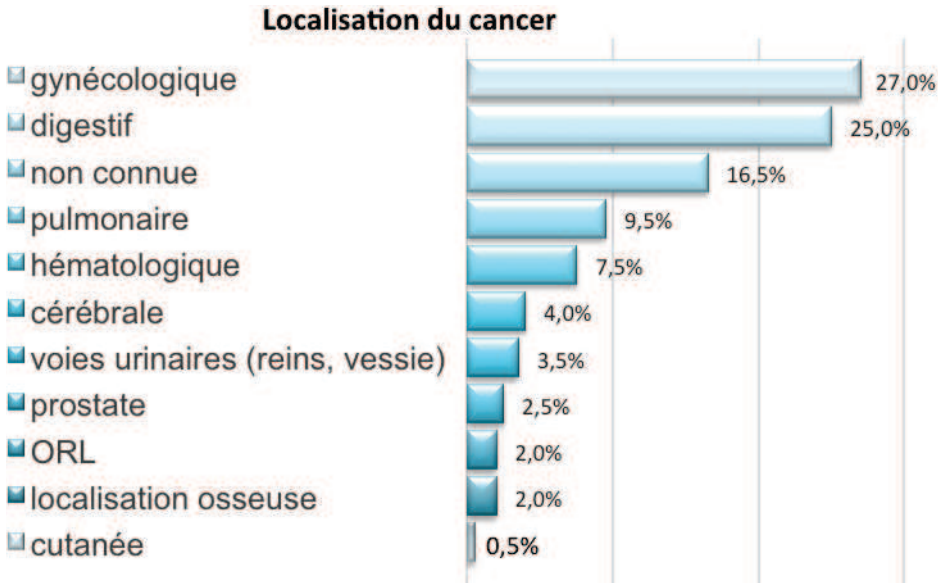 Localisation du cancer
gynécologique 27,0%
digestif 25,0%
non connue 16,5%
pulmonaire 9,5%
hématologique 7,5%
cérébrale 4,0%
voies urinaires (reins, vessie) 3,5%
prostate 2,5%
ORL 2,0%
localisation osseuse 2,0%
cutanée 0,5%